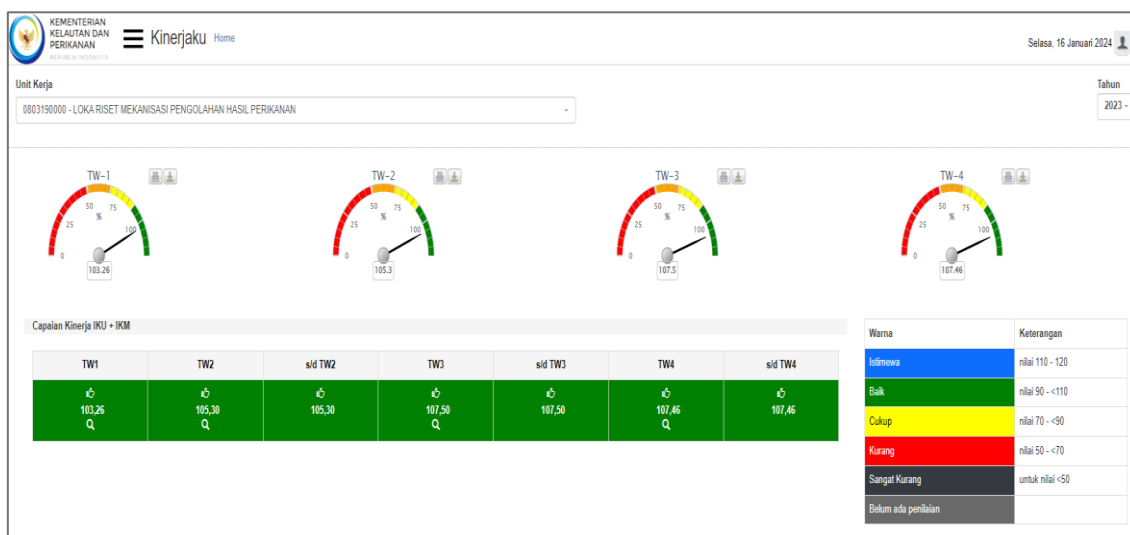 KEMENTERIAN
KELAUTAN DAN
PERIKANAN
REPUBLIK INDONESIA
Kinerjaku Home
Selasa, 16 Januari 2024
Unit Kerja
Tahun
0803190000 - LOKA RISET MEKANISASI PENGOLAHAN HASIL PERIKANAN
2023 -
TW-1
0 25 50 75 100
%
103.26
TW-2
0 25 50 75 100
%
105.3
TW-3
0 25 50 75 100
%
107.5
TW-4
0 25 50 75 100
%
107.46
Capaian Kinerja IKU + IKM
TW1 TW2 s/d TW2 TW3 s/d TW3 TW4 s/d TW4
103,26 105,30 105,30 107,50 107,50 107,46 107,46
Warna Keterangan
Istimewa nilai 110 - 120
Baik nilai 90 - <110
Cukup nilai 70 - <90
Kurang nilai 50 - <70
Sangat Kurang untuk nilai <50
Belum ada penilaian